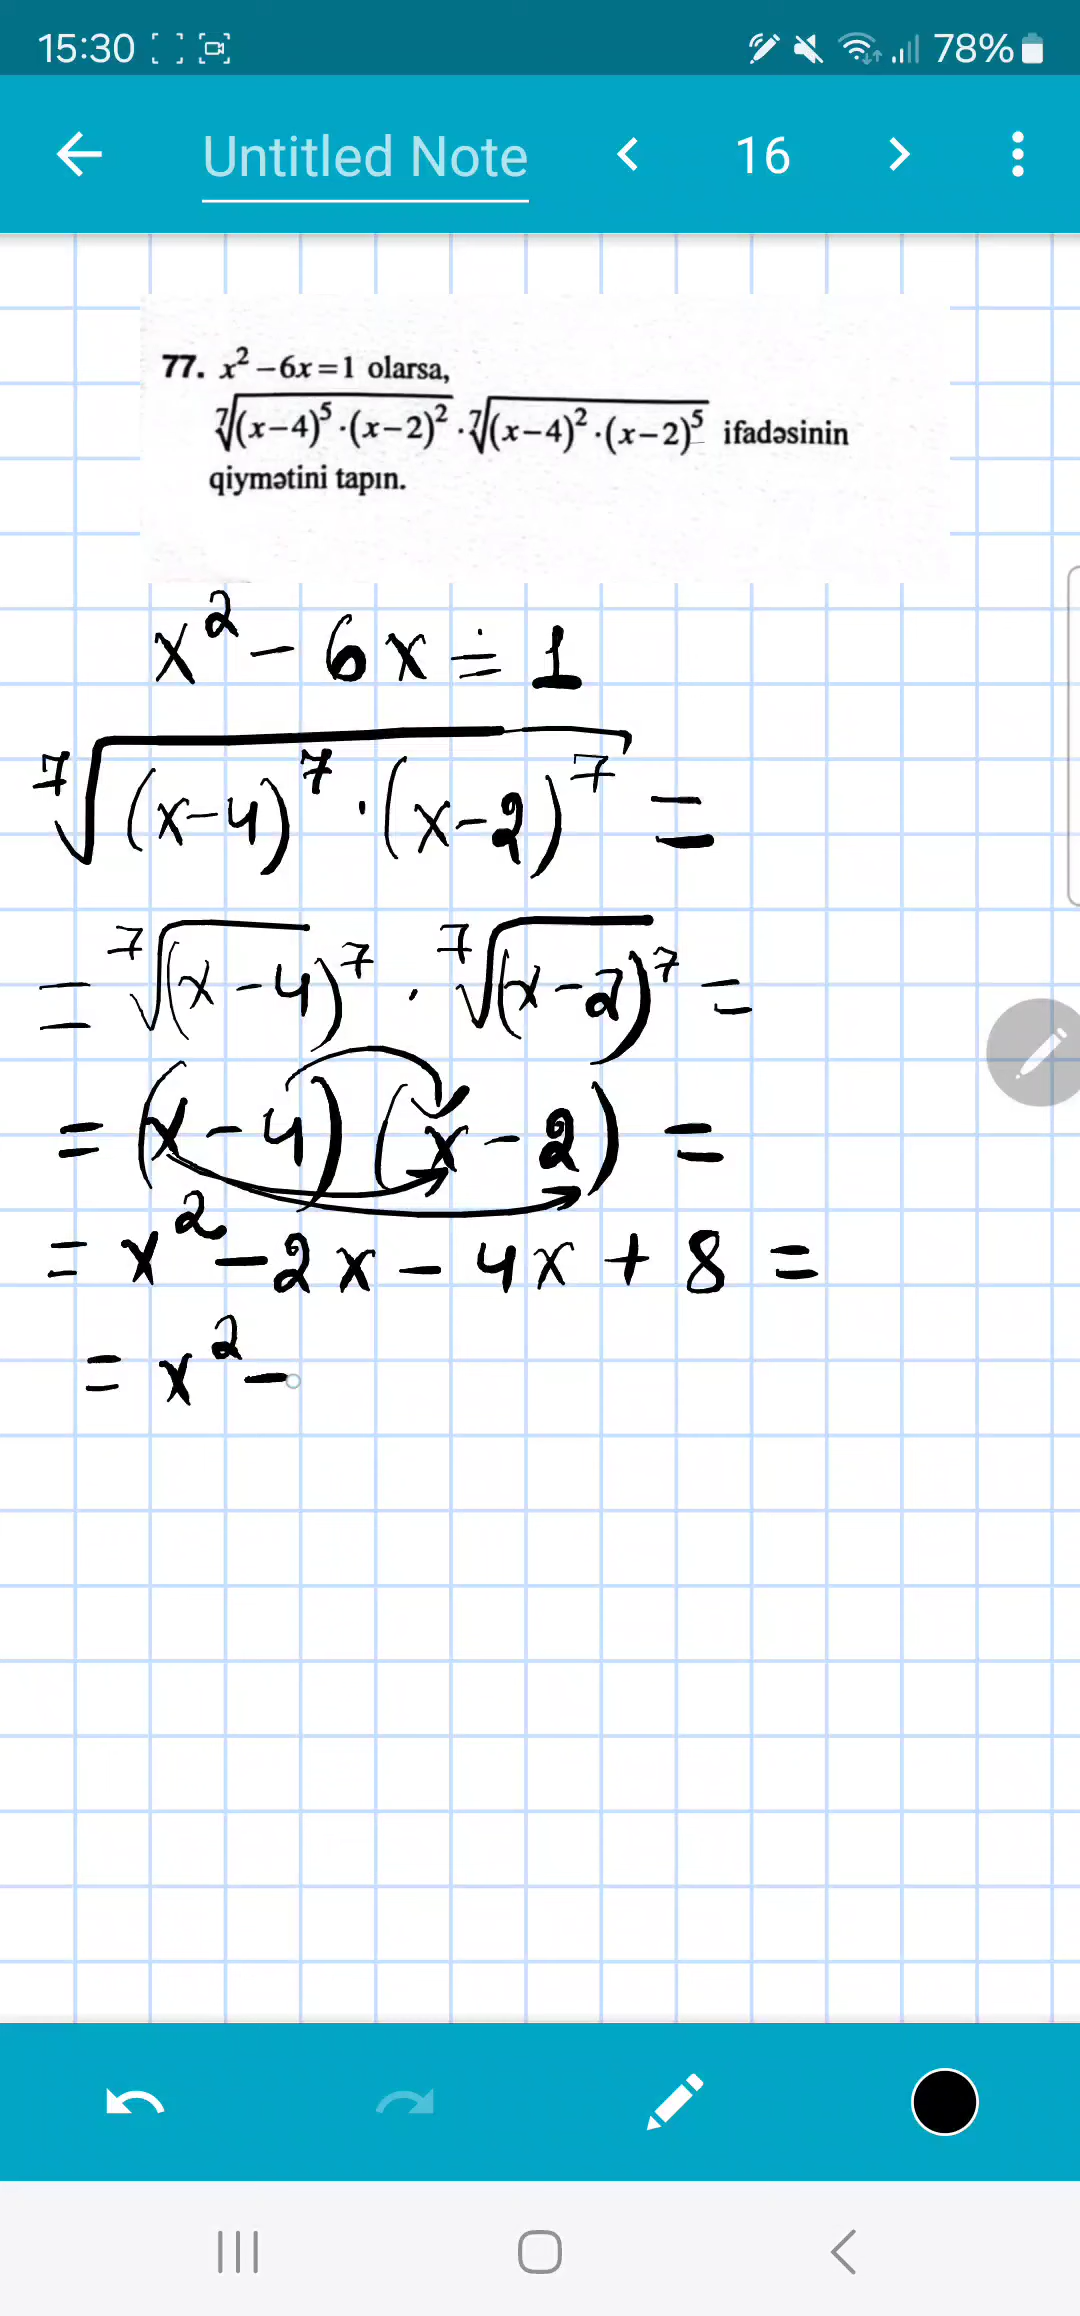 15:30 78%
Untitled Note 16
77. x² – 6x = 1 olarsa,
⁷√((x–4)⁵·(x–2)²) · ⁷√((x–4)²·(x–2)⁵) ifadəsinin
qiymətini tapın.
x² – 6x = 1
⁷√((x–4)⁷·(x–2)⁷) =
= ⁷√(x–4)⁷ · ⁷√(x–2)⁷ =
= (x–4)(x–2) =
= x² – 2x – 4x + 8 =
= x² –